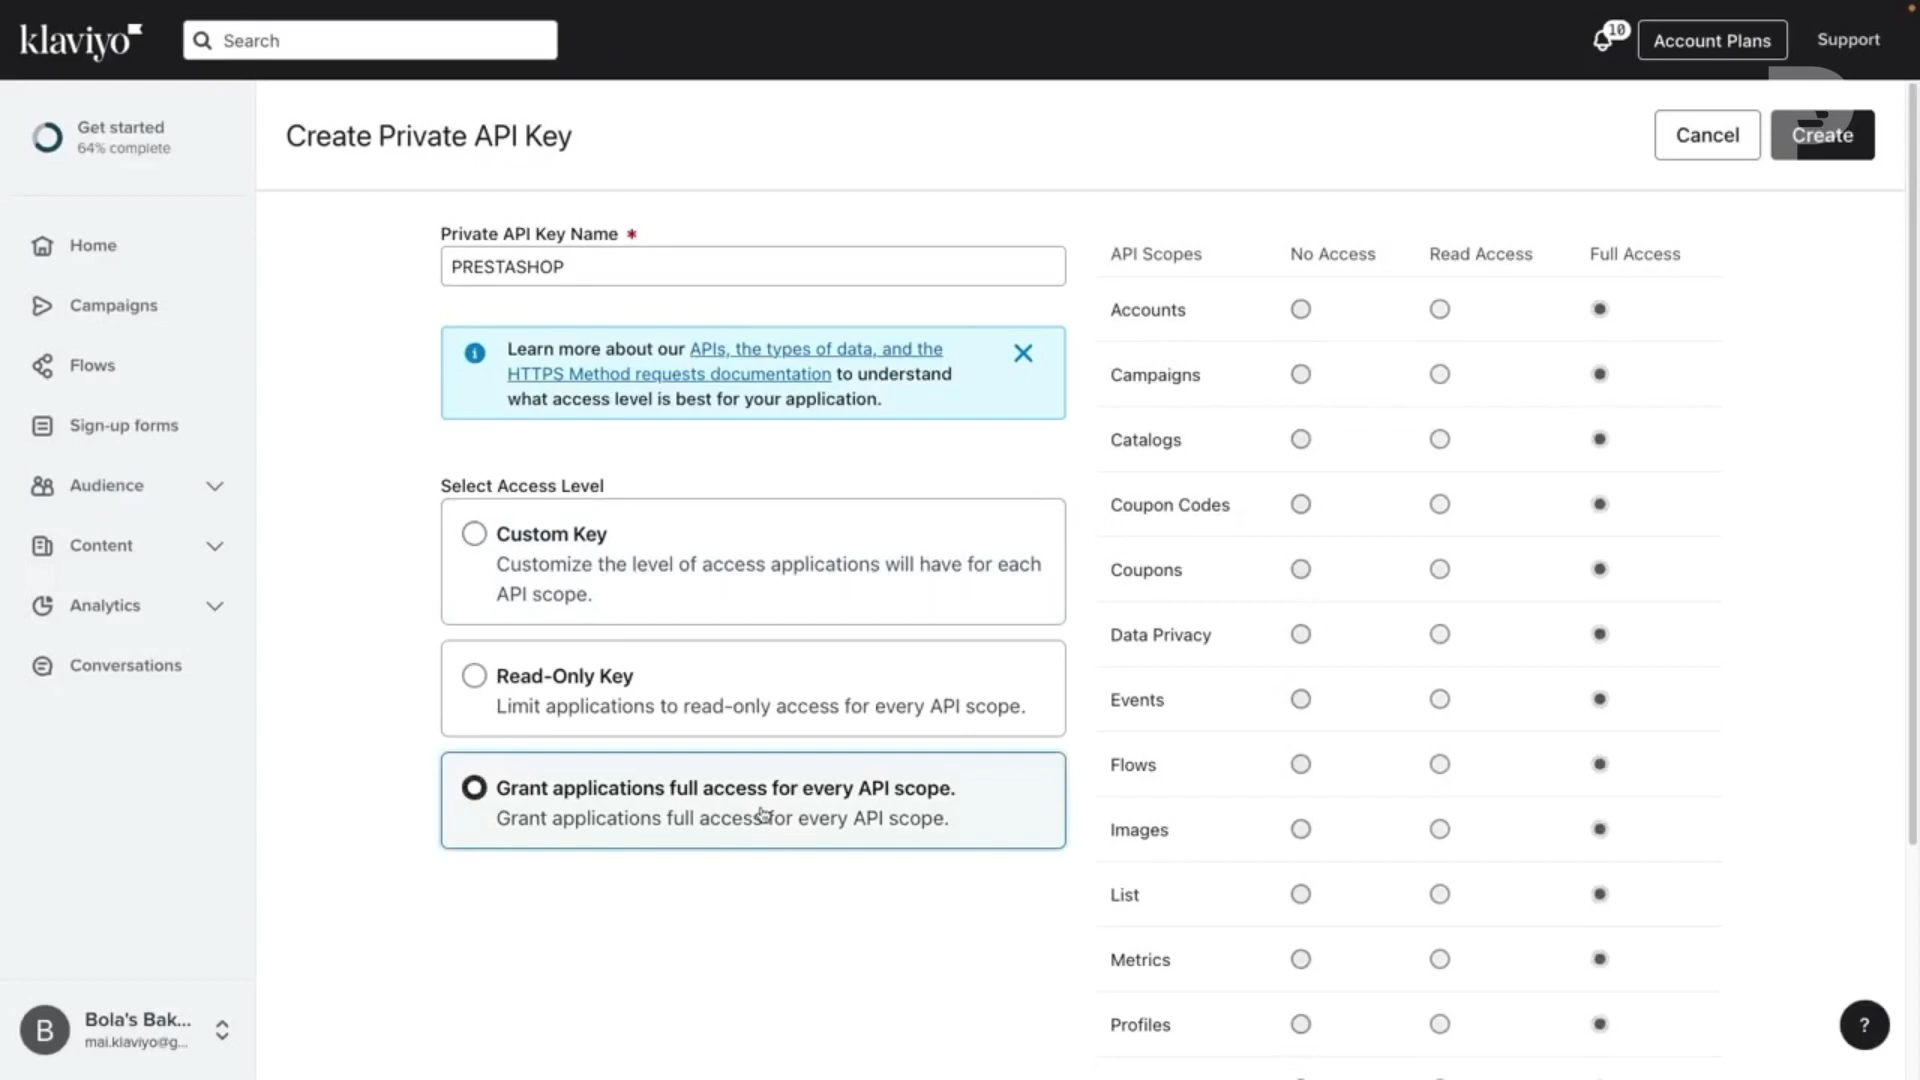 klaviyo
Search
10
Account Plans
Support
Get started
64% complete
Create Private API Key
Cancel
Create
Home
Campaigns
Flows
Sign-up forms
Audience
Content
Analytics
Conversations
Private API Key Name *
PRESTASHOP
Learn more about our APIs, the types of data, and the
HTTPS Method requests documentation to understand
what access level is best for your application.
Select Access Level
Custom Key
Customize the level of access applications will have for each
API scope.
Read-Only Key
Limit applications to read-only access for every API scope.
Grant applications full access for every API scope.
Grant applications full access for every API scope.
API Scopes No Access Read Access Full Access
Accounts
Campaigns
Catalogs
Coupon Codes
Coupons
Data Privacy
Events
Flows
Images
List
Metrics
Profiles
B
Bola's Bak...
mai.klaviyo@g...
?